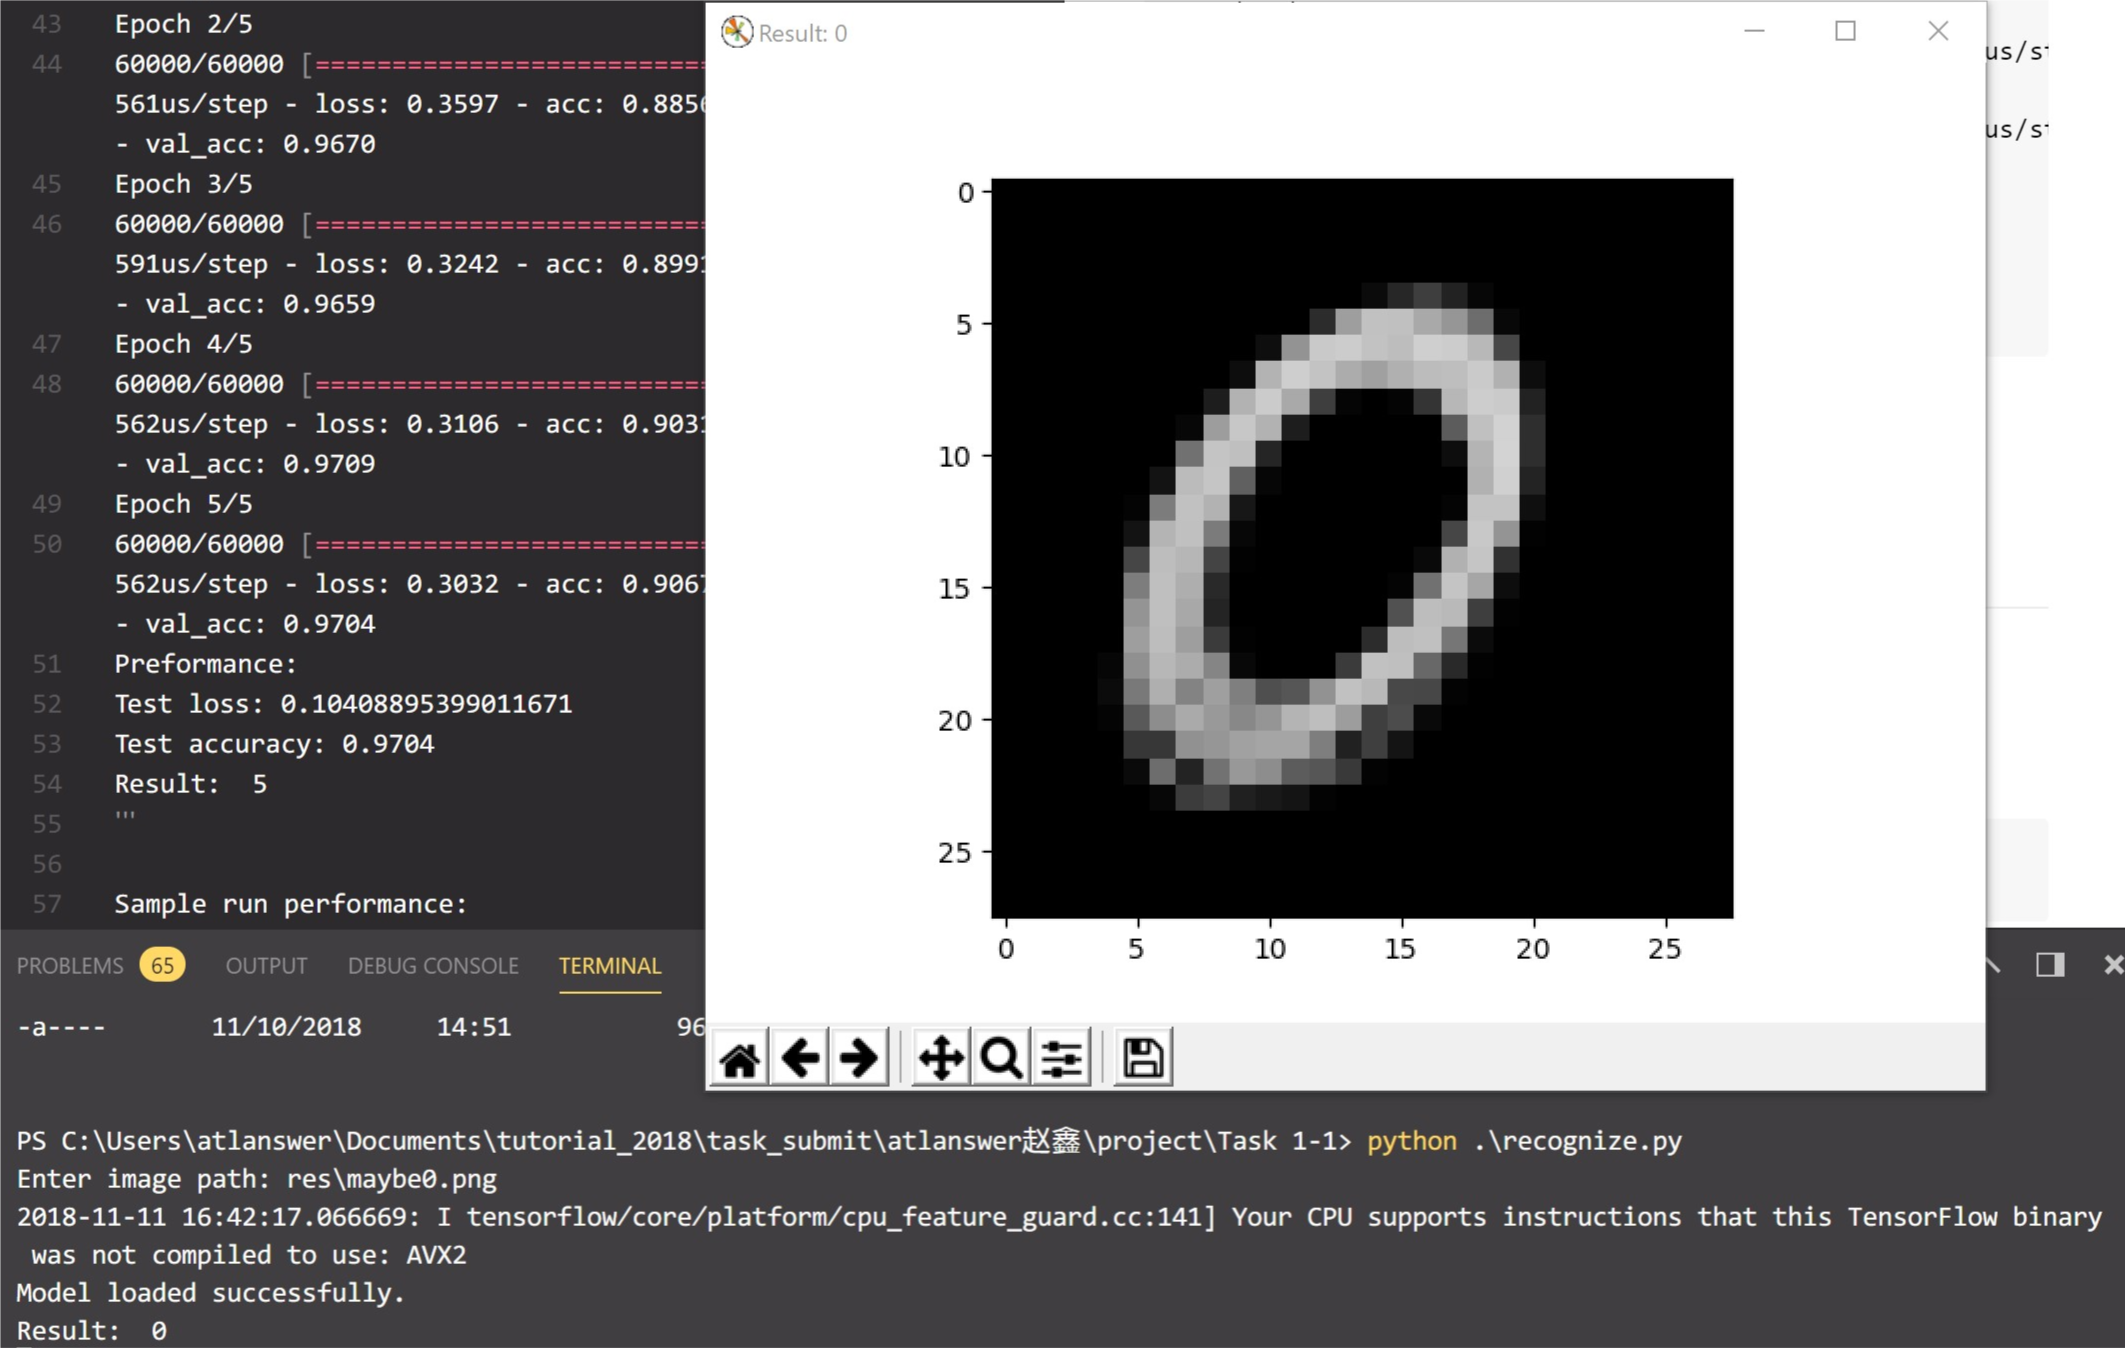 43 Epoch 2/5
44 60000/60000 [==========================
561us/step - loss: 0.3597 - acc: 0.885
- val_acc: 0.9670
45 Epoch 3/5
46 60000/60000 [==========================
591us/step - loss: 0.3242 - acc: 0.899
- val_acc: 0.9659
47 Epoch 4/5
48 60000/60000 [==========================
562us/step - loss: 0.3106 - acc: 0.903
- val_acc: 0.9709
49 Epoch 5/5
50 60000/60000 [==========================
562us/step - loss: 0.3032 - acc: 0.906
- val_acc: 0.9704
51 Preformance:
52 Test loss: 0.10408895399011671
53 Test accuracy: 0.9704
54 Result:  5
55 '''
56
57 Sample run performance:
Result: 0
us/s
us/s
0
5
10
15
20
25
0 5 10 15 20 25
PROBLEMS 65 OUTPUT DEBUG CONSOLE TERMINAL
-a---- 11/10/2018 14:51 96
PS C:\Users\atlanswer\Documents\tutorial_2018\task_submit\atlanswer赵鑫\project\Task 1-1> python .\recognize.py
Enter image path: res\maybe0.png
2018-11-11 16:42:17.066669: I tensorflow/core/platform/cpu_feature_guard.cc:141] Your CPU supports instructions that this TensorFlow binary
was not compiled to use: AVX2
Model loaded successfully.
Result:  0